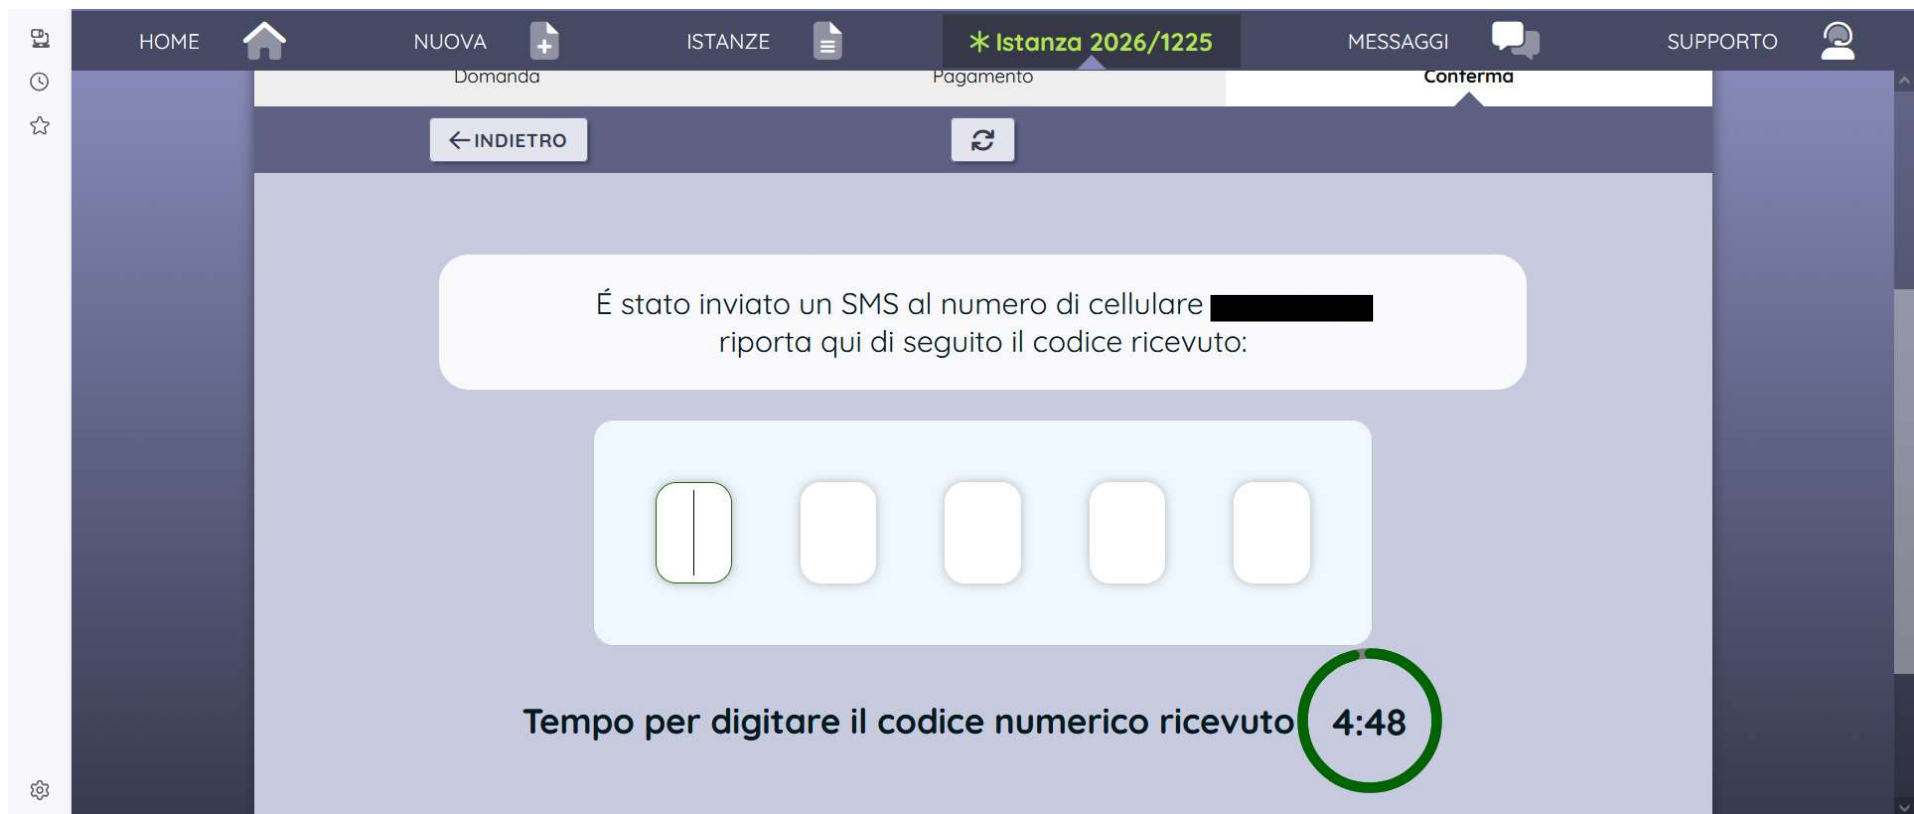 HOME
NUOVA
ISTANZE
Istanza 2026/1225
MESSAGGI
SUPPORTO
Domanda
Pagamento
Conferma
INDIETRO
É stato inviato un SMS al numero di cellulare
riporta qui di seguito il codice ricevuto:
Tempo per digitare il codice numerico ricevuto
4:48